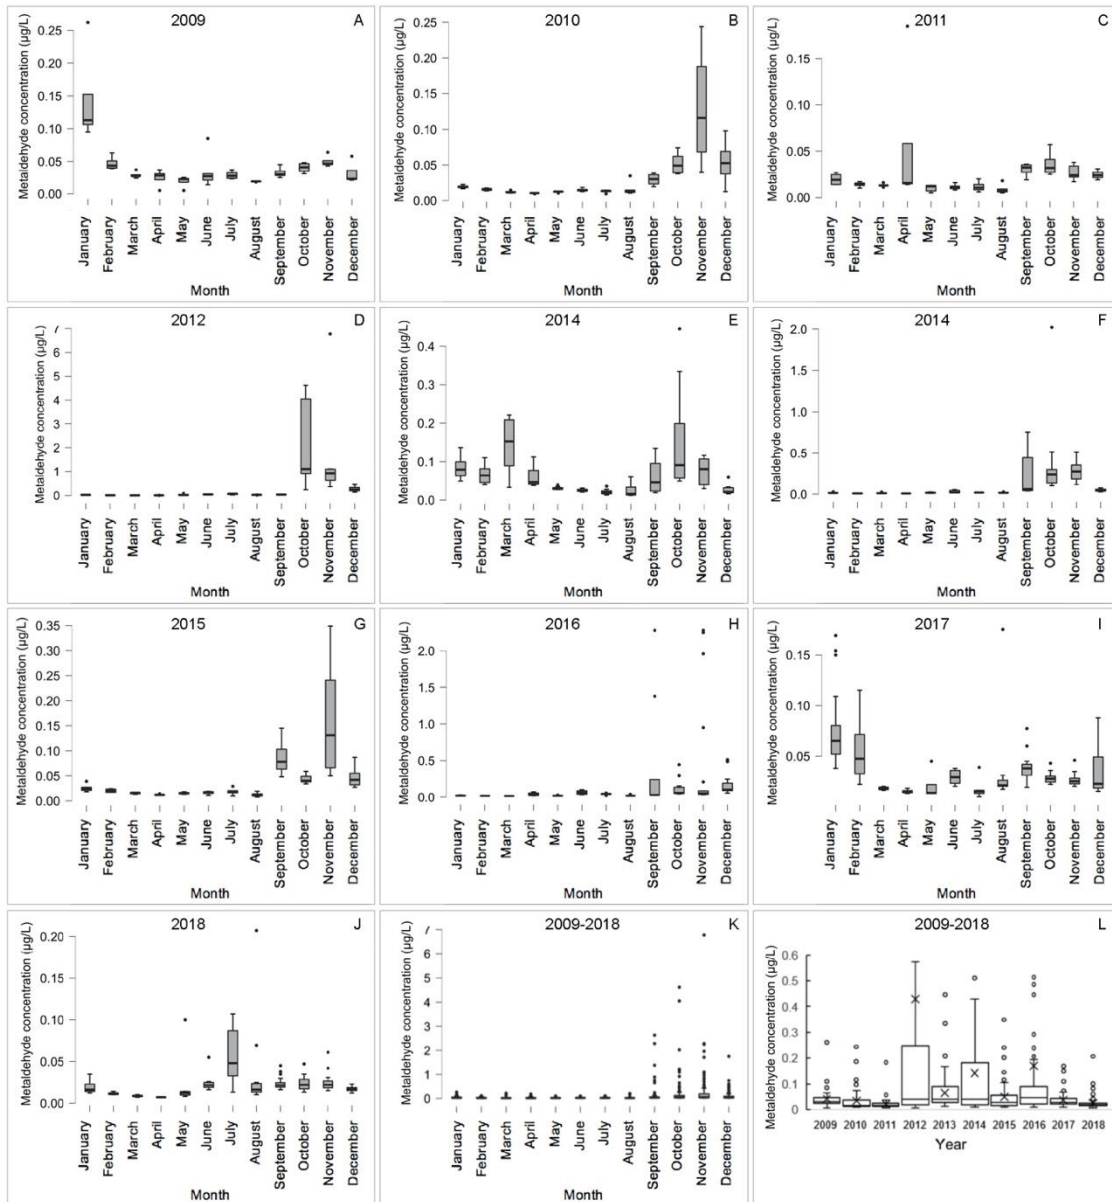 2009 A
Metaldehyde concentration (µg/L)
0.25
0.20
0.15
0.10
0.05
0.00
January February March April May June July August September October November December
Month
2010 B
Metaldehyde concentration (µg/L)
0.25
0.20
0.15
0.10
0.05
0.00
January February March April May June July August September October November December
Month
2011 C
Metaldehyde concentration (µg/L)
0.15
0.10
0.05
0.00
January February March April May June July August September October November December
Month
2012 D
Metaldehyde concentration (µg/L)
7
6
5
4
3
2
1
0
January February March April May June July August September October November December
Month
2014 E
Metaldehyde concentration (µg/L)
0.4
0.3
0.2
0.1
0.0
January February March April May June July August September October November December
Month
2014 F
Metaldehyde concentration (µg/L)
2.0
1.5
1.0
0.5
0.0
January February March April May June July August September October November December
Month
2015 G
Metaldehyde concentration (µg/L)
0.35
0.30
0.25
0.20
0.15
0.10
0.05
0.00
January February March April May June July August September October November December
Month
2016 H
Metaldehyde concentration (µg/L)
2.0
1.5
1.0
0.5
0.0
January February March April May June July August September October November December
Month
2017 I
Metaldehyde concentration (µg/L)
0.15
0.10
0.05
January February March April May June July August September October November December
Month
2018 J
Metaldehyde concentration (µg/L)
0.20
0.15
0.10
0.05
0.00
January February March April May June July August September October November December
Month
2009-2018 K
Metaldehyde concentration (µg/L)
7
6
5
4
3
2
1
0
January February March April May June July August September October November December
Month
2009-2018 L
Metaldehyde concentration (µg/L)
0.6
0.5
0.4
0.3
0.2
0.1
0
2009 2010 2011 2012 2013 2014 2015 2016 2017 2018
Year